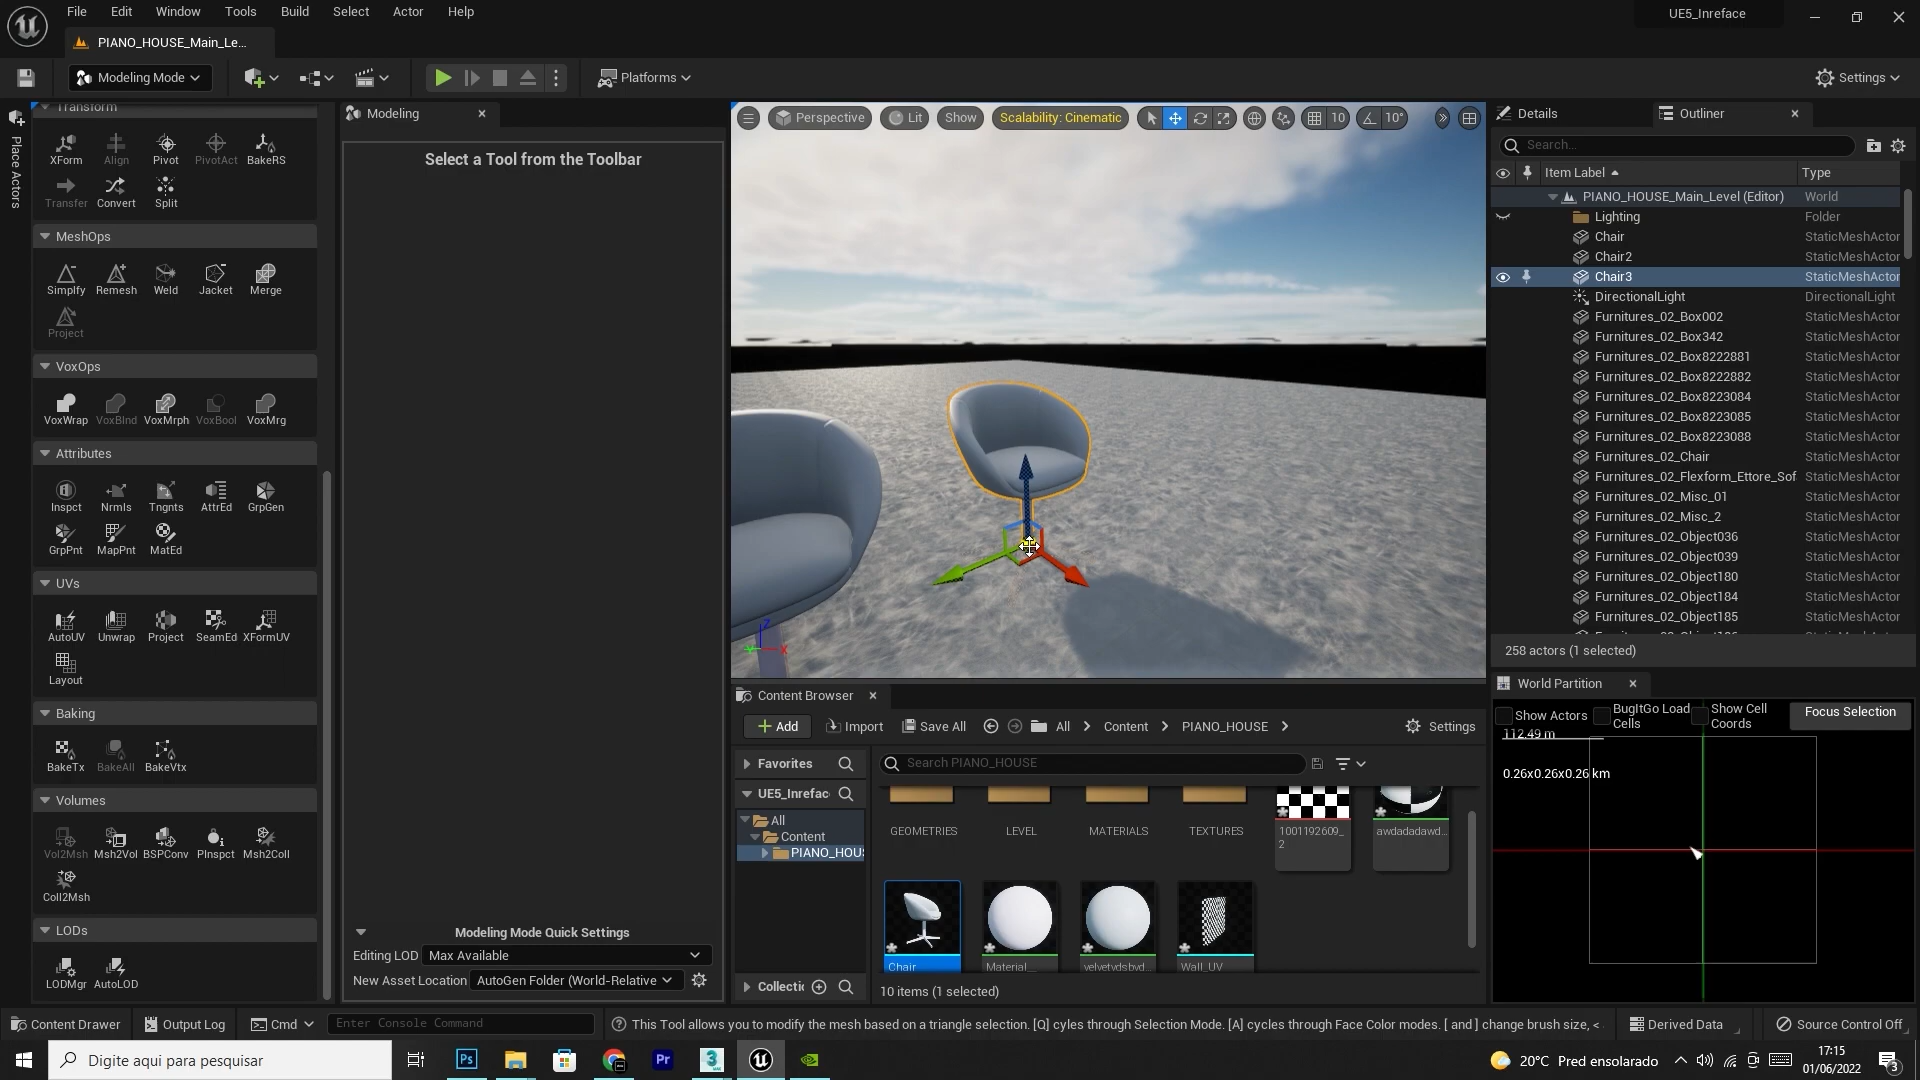 File Edit Window Tools Build Select Actor Help
UE5_Inreface
PIANO_HOUSE_Main_Le...
Modeling Mode
Platforms
Settings
Place Actors
Transform
XForm Align Pivot PivotAct BakeRS
Transfer Convert Split
MeshOps
Simplfy Remesh Weld Jacket Merge
Project
VoxOps
VoxWrap VoxBlnd VoxMrph VoxBool VoxMrg
Attributes
Inspct Nrmls Tngnts AttrEd GrpGen
GrpPnt MapPnt MatEd
UVs
AutoUV Unwrap Project SeamEd XFormUV
Layout
Baking
BakeTx BakeAll BakeVtx
Volumes
Vol2Msh Msh2Vol BSPConv PInspct Msh2Coll
Coll2Msh
LODs
LODMgr AutoLOD
Modeling
Select a Tool from the Toolbar
Modeling Mode Quick Settings
Editing LOD Max Available
New Asset Location AutoGen Folder (World-Relative
Perspective Lit Show Scalability: Cinematic 10 10°
Z
Y X
Content Browser
Add Import Save All All Content PIANO_HOUSE Settings
Favorites
UE5_Inrefac
All
Content
PIANO_HOU
Collectic
Search PIANO_HOUSE
GEOMETRIES LEVEL MATERIALS TEXTURES 1001192609_ awdadadawd...
2
Chair Material_ velvetvdsbvd Wall_UV
10 items (1 selected)
Details Outliner
Search...
Item Label Type
PIANO_HOUSE_Main_Level (Editor) World
Lighting Folder
Chair StaticMeshActor
Chair2 StaticMeshActor
Chair3 StaticMeshActor
DirectionalLight DirectionalLight
Furnitures_02_Box002 StaticMeshActor
Furnitures_02_Box342 StaticMeshActor
Furnitures_02_Box8222881 StaticMeshActor
Furnitures_02_Box8222882 StaticMeshActor
Furnitures_02_Box8223084 StaticMeshActor
Furnitures_02_Box8223085 StaticMeshActor
Furnitures_02_Box8223088 StaticMeshActor
Furnitures_02_Chair StaticMeshActor
Furnitures_02_Flexform_Ettore_Sof StaticMeshActor
Furnitures_02_Misc_01 StaticMeshActor
Furnitures_02_Misc_2 StaticMeshActor
Furnitures_02_Object036 StaticMeshActor
Furnitures_02_Object039 StaticMeshActor
Furnitures_02_Object180 StaticMeshActor
Furnitures_02_Object184 StaticMeshActor
Furnitures_02_Object185 StaticMeshActor
258 actors (1 selected)
World Partition
Show Actors BugItGo Load Cells Show Cell Coords Focus Selection
112.49 m
0.26x0.26x0.26 km
Content Drawer Output Log Cmd Enter Console Command This Tool allows you to modify the mesh based on a triangle selection. [Q] cyles through Selection Mode. [A] cycles through Face Color modes. [ and ] change brush size, < Derived Data Source Control Off
Digite aqui para pesquisar
Ps Pr 3
20°C Pred ensolarado
17:15
01/06/2022
3